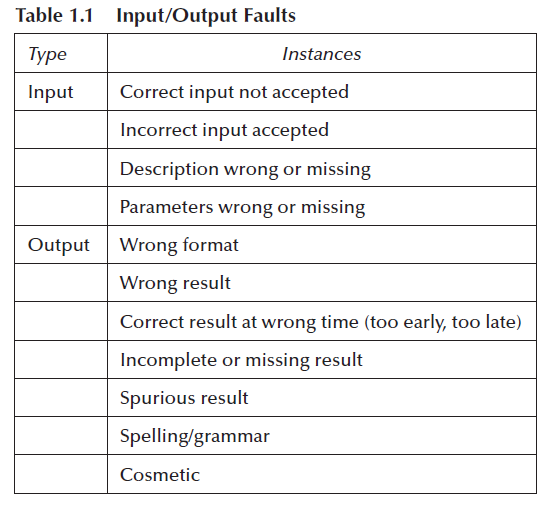 Table 1.1 Input/Output Faults
Type Instances
Input Correct input not accepted
Incorrect input accepted
Description wrong or missing
Parameters wrong or missing
Output Wrong format
Wrong result
Correct result at wrong time (too early, too late)
Incomplete or missing result
Spurious result
Spelling/grammar
Cosmetic